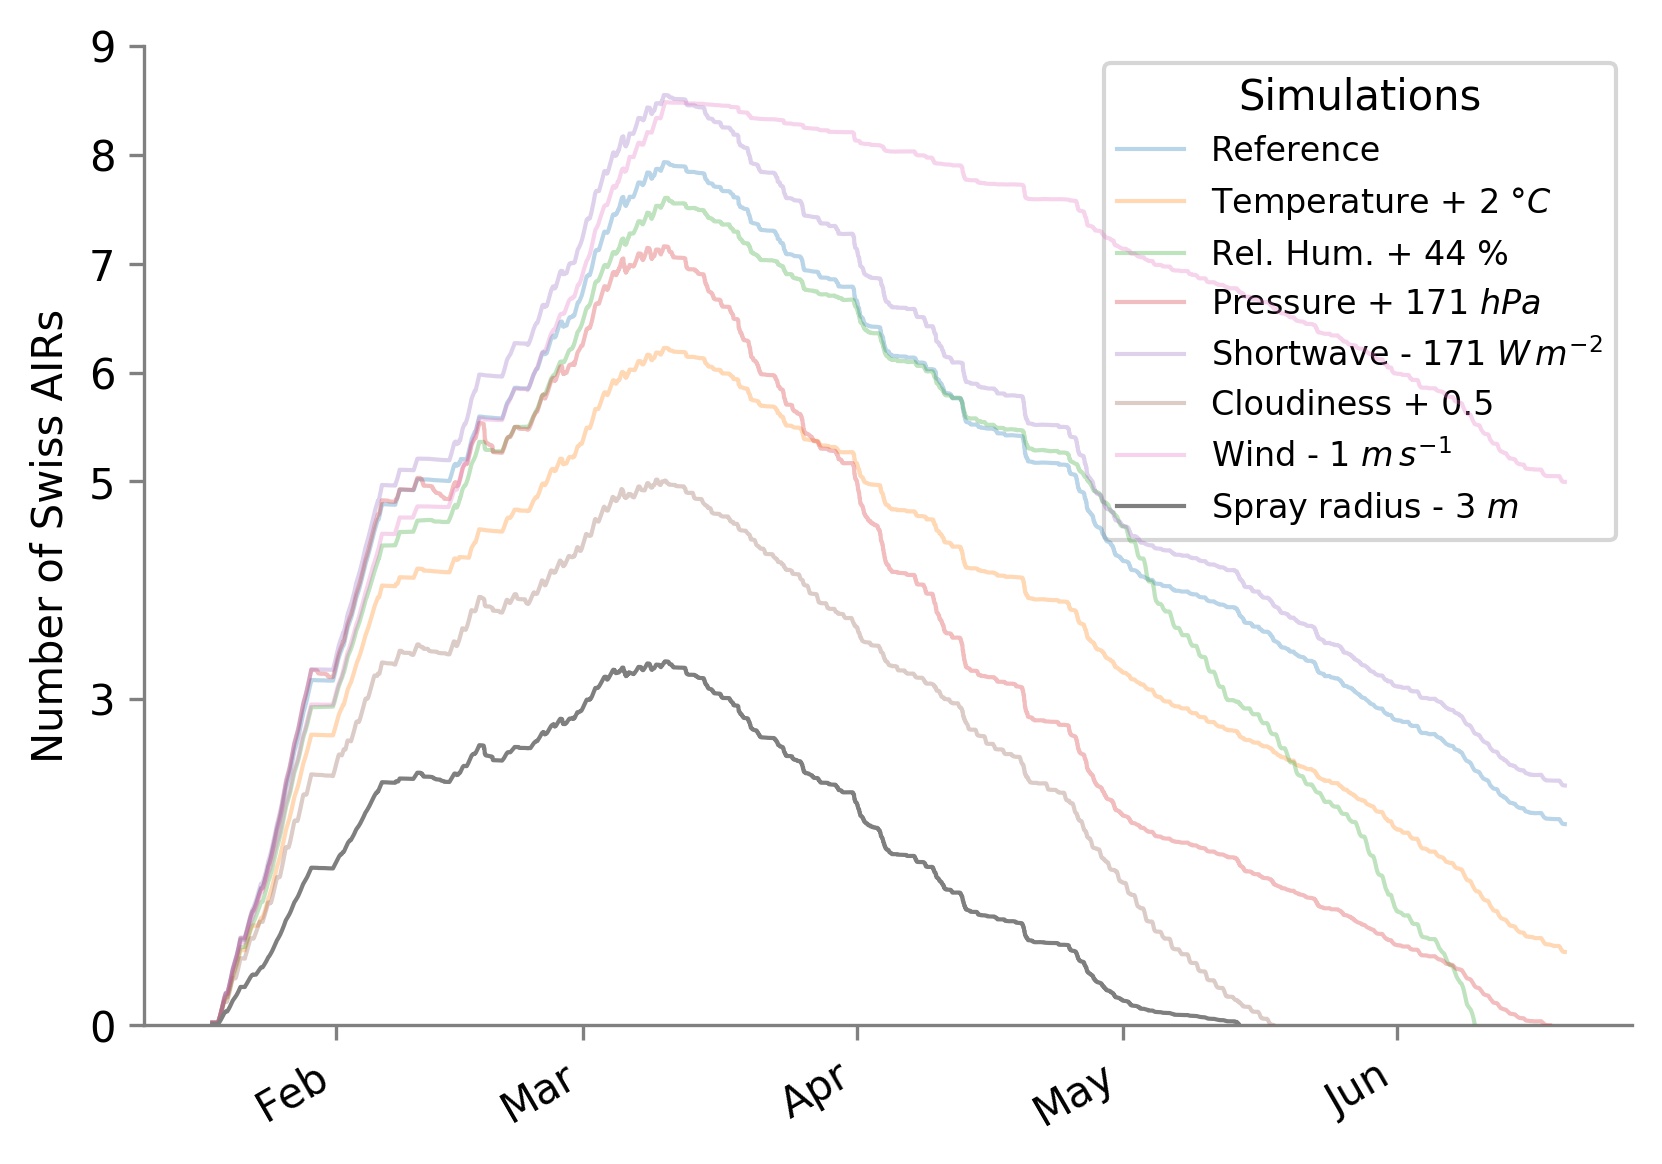 9
8
7
6
5
3
0
Number of Swiss AIRs
Simulations
Reference
Temperature + 2 °C
Rel. Hum. + 44 %
Pressure + 171 hPa
Shortwave - 171 W m⁻²
Cloudiness + 0.5
Wind - 1 m s⁻¹
Spray radius - 3 m
Feb
Mar
Apr
May
Jun